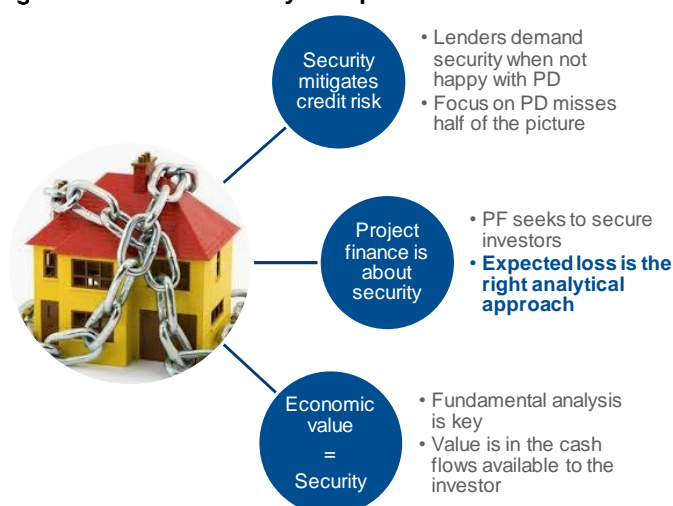 Security
mitigates
credit risk
• Lenders demand
security when not
happy with PD
• Focus on PD misses
half of the picture
Project
finance is
about
security
• PF seeks to secure
investors
• Expected loss is the
right analytical
approach
Economic
value
=
Security
• Fundamental analysis
is key
• Value is in the cash
flows available to the
investor